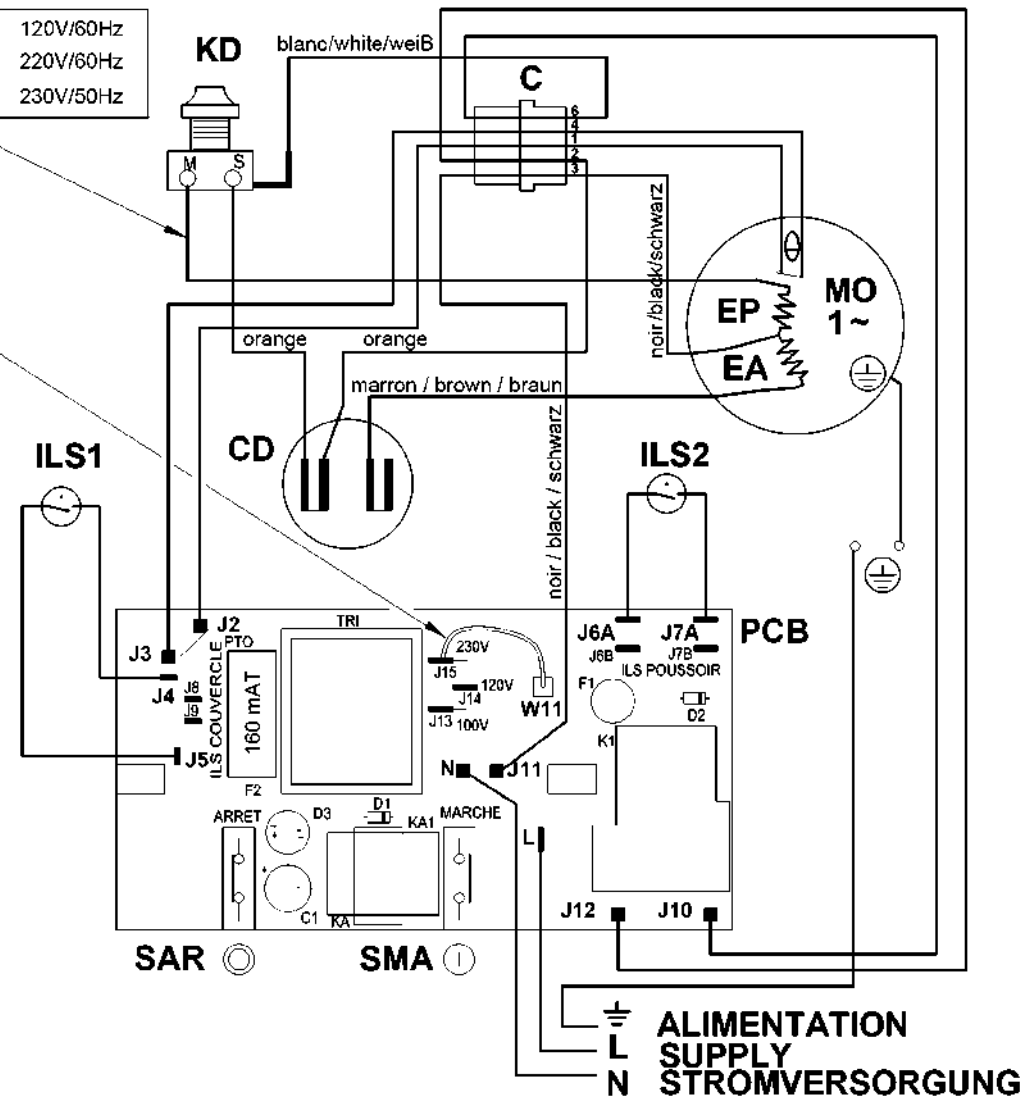 120V/60Hz
220V/60Hz
230V/50Hz
KD
blanc/white/weiB
C
6
4
1
2
3
M
S
noir/black/schwarz
MO
1~
EP
EA
orange
orange
marron / brown / braun
noir / black / schwarz
CD
ILS1
ILS2
J2
PTO
J3
J4
J8
J9
J5
ILS COUVERCLE
160 mAT
F2
TRI
230V
J15
120V
J14
J13
100V
W11
N
J11
J6A
J7A
J6B
J7B
ILS POUSSOIR
PCB
F1
D2
K1
ARRET
D3
D1
KA1
MARCHE
C1
KA
L
J12
J10
SAR
SMA
ALIMENTATION
L SUPPLY
N STROMVERSORGUNG